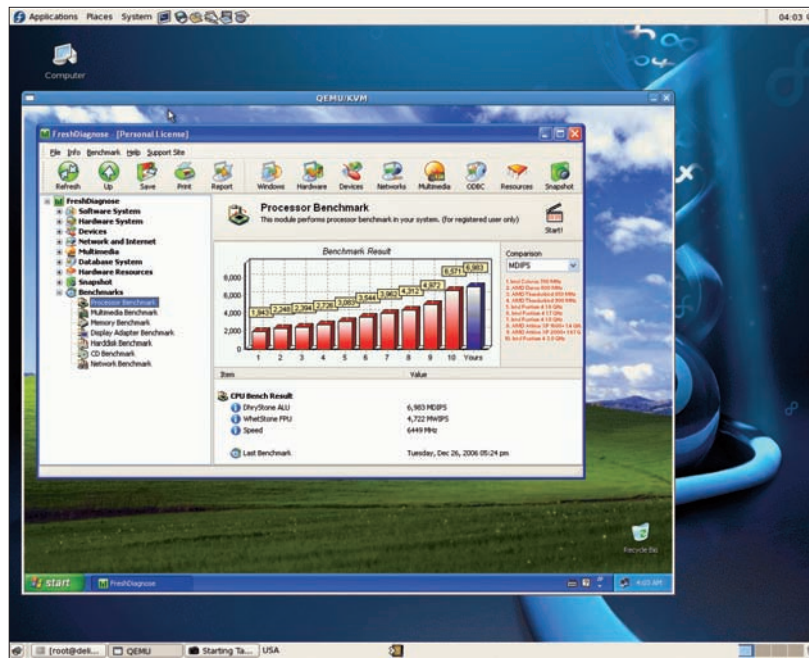 Applications Places System
04:03
Computer
QEMU/KVM
FreshDiagnose - [Personal License]
File Info Benchmark Help Support Site
Refresh Up Save Print Report Windows Hardware Devices Networks Multimedia ODBC Resources Snapshot
FreshDiagnose
Software System
Hardware System
Devices
Network and Internet
Multimedia
Database System
Hardware Resources
Snapshot
Benchmarks
Processor Benchmark
Multimedia Benchmark
Memory Benchmark
Display Adapter Benchmark
Harddisk Benchmark
CD Benchmark
Network Benchmark
Processor Benchmark
This module performs processor benchmark in your system. (for registered user only)
Start!
Benchmark Result
8,000
6,000
4,000
2,000
0
1,943 2,248 2,394 2,726 3,083 3,544 3,962 4,312 4,972 6,571 6,983
1 2 3 4 5 6 7 8 9 10 Yours
Comparison
MDIPS
Item Value
CPU Bench Result
DhryStone ALU 6,983 MDIPS
WhetStone FPU 4,722 MWIPS
Speed 6449 MHz
Last Benchmark Tuesday, Dec 26, 2006 05:24 pm
Recycle Bin
start FreshDiagnose 4:03 AM
[root@deli... QEMU Starting Ta... USA